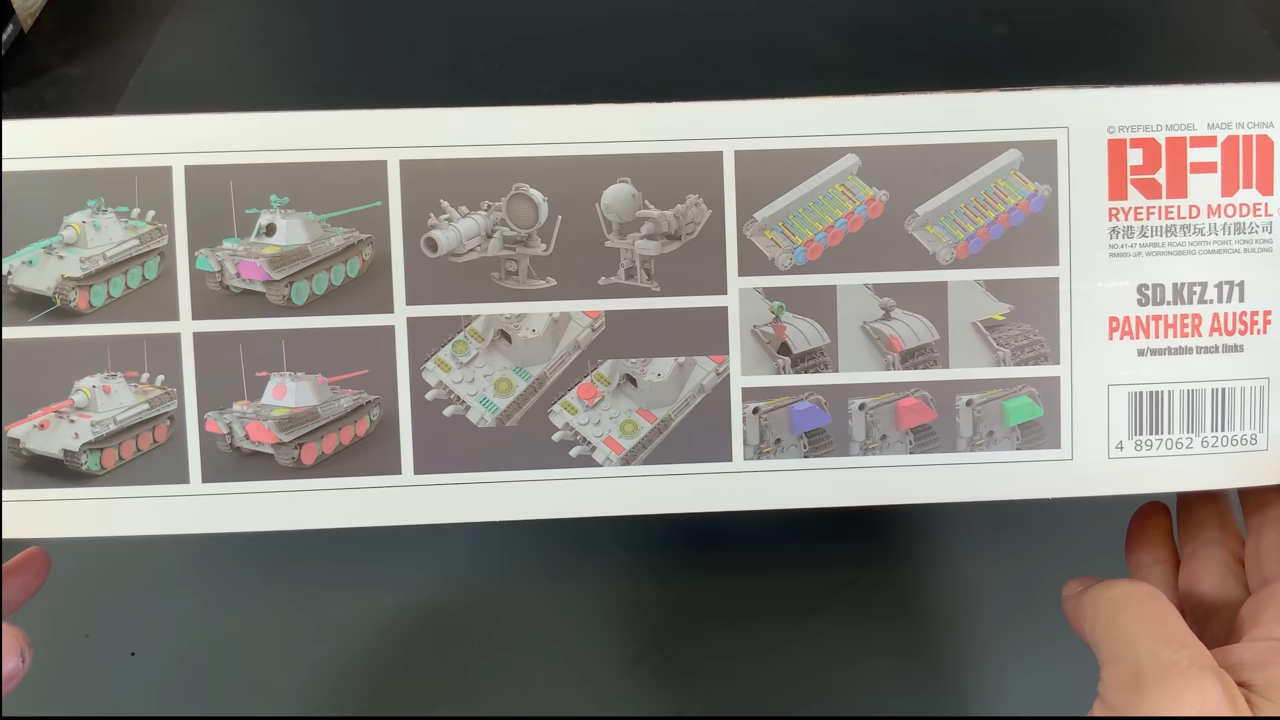 © RYEFIELD MODEL MADE IN CHINA
RFM
RYEFIELD MODEL
香港麦田模型玩具有限公司
NO.41-47 MARBLE ROAD NORTH POINT, HONG KONG
WORKINGBERG COMMERCIAL BUILDING
SD.KFZ.171
PANTHER AUSF.F
w/workable track links
4 897062 620668